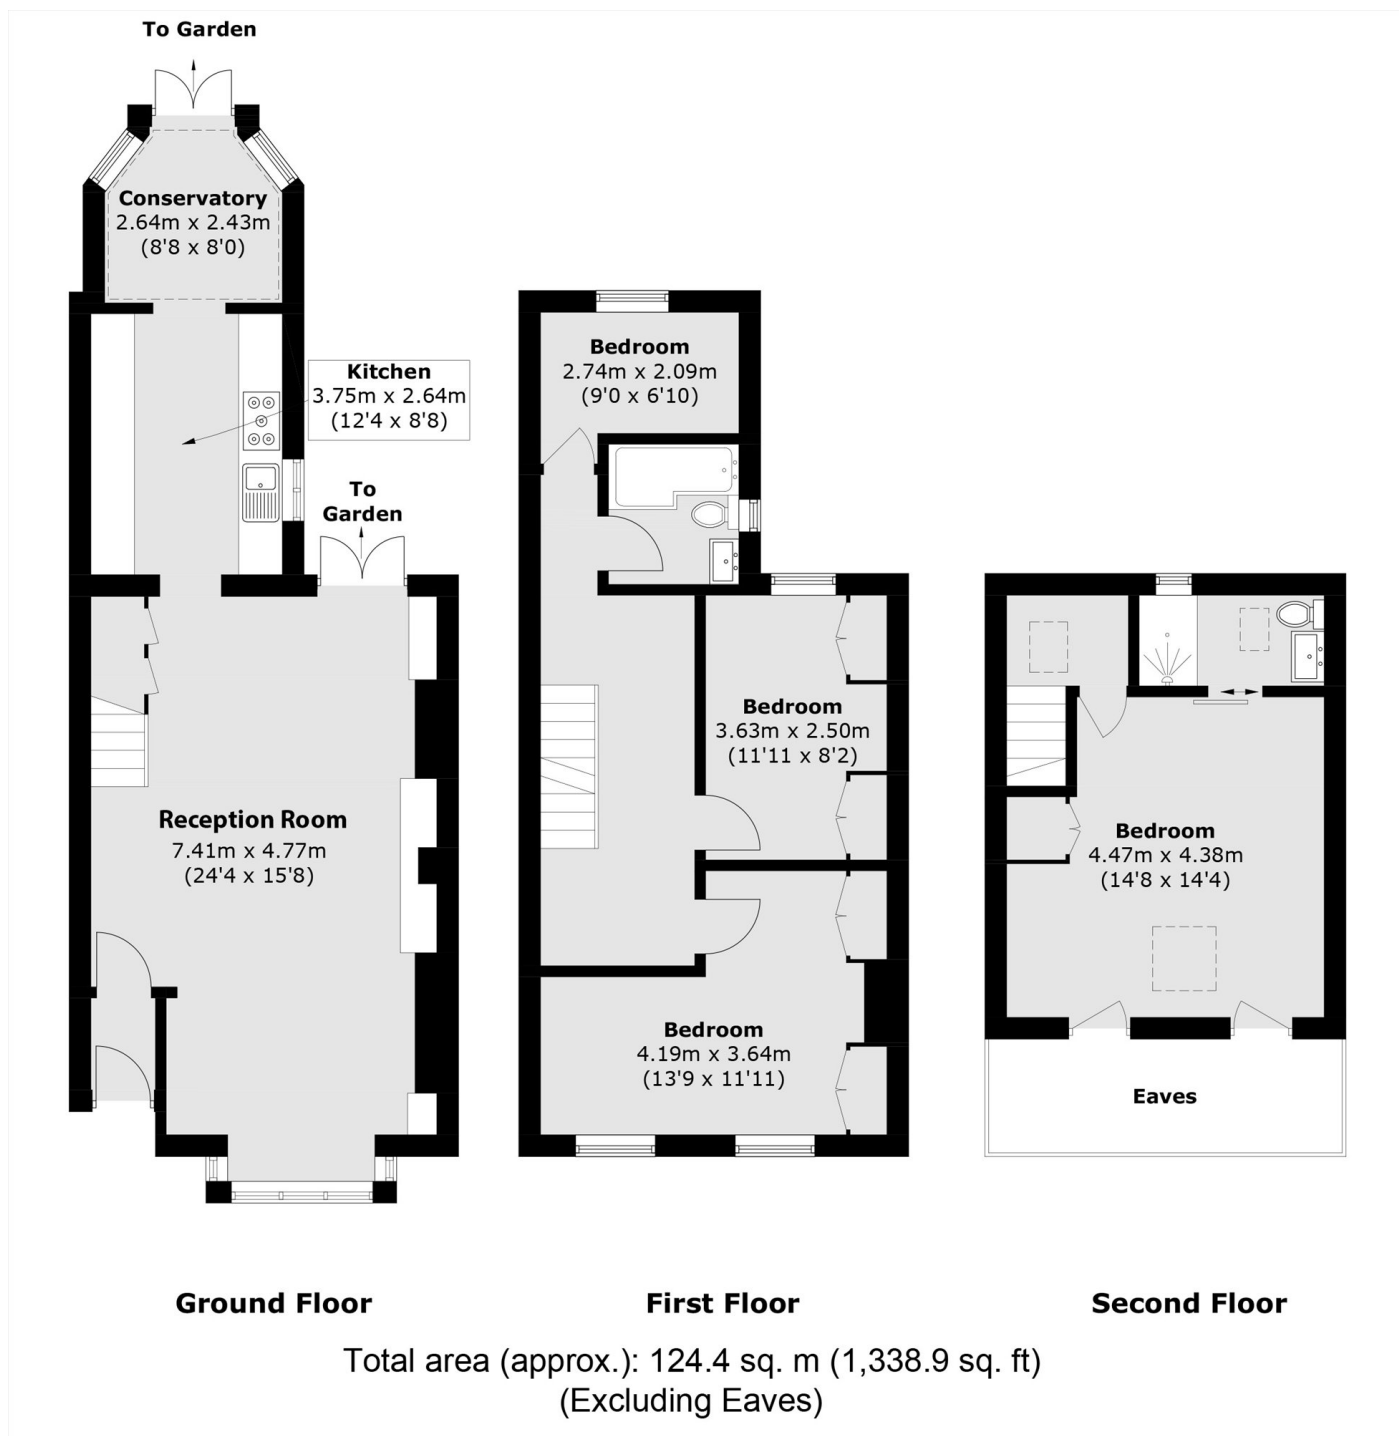 To Garden
Conservatory
2.64m x 2.43m
(8'8 x 8'0)
Kitchen
3.75m x 2.64m
(12'4 x 8'8)
To
Garden
Reception Room
7.41m x 4.77m
(24'4 x 15'8)
Bedroom
2.74m x 2.09m
(9'0 x 6'10)
Bedroom
3.63m x 2.50m
(11'11 x 8'2)
Bedroom
4.19m x 3.64m
(13'9 x 11'11)
Bedroom
4.47m x 4.38m
(14'8 x 14'4)
Eaves
Ground Floor
First Floor
Second Floor
Total area (approx.): 124.4 sq. m (1,338.9 sq. ft)
(Excluding Eaves)